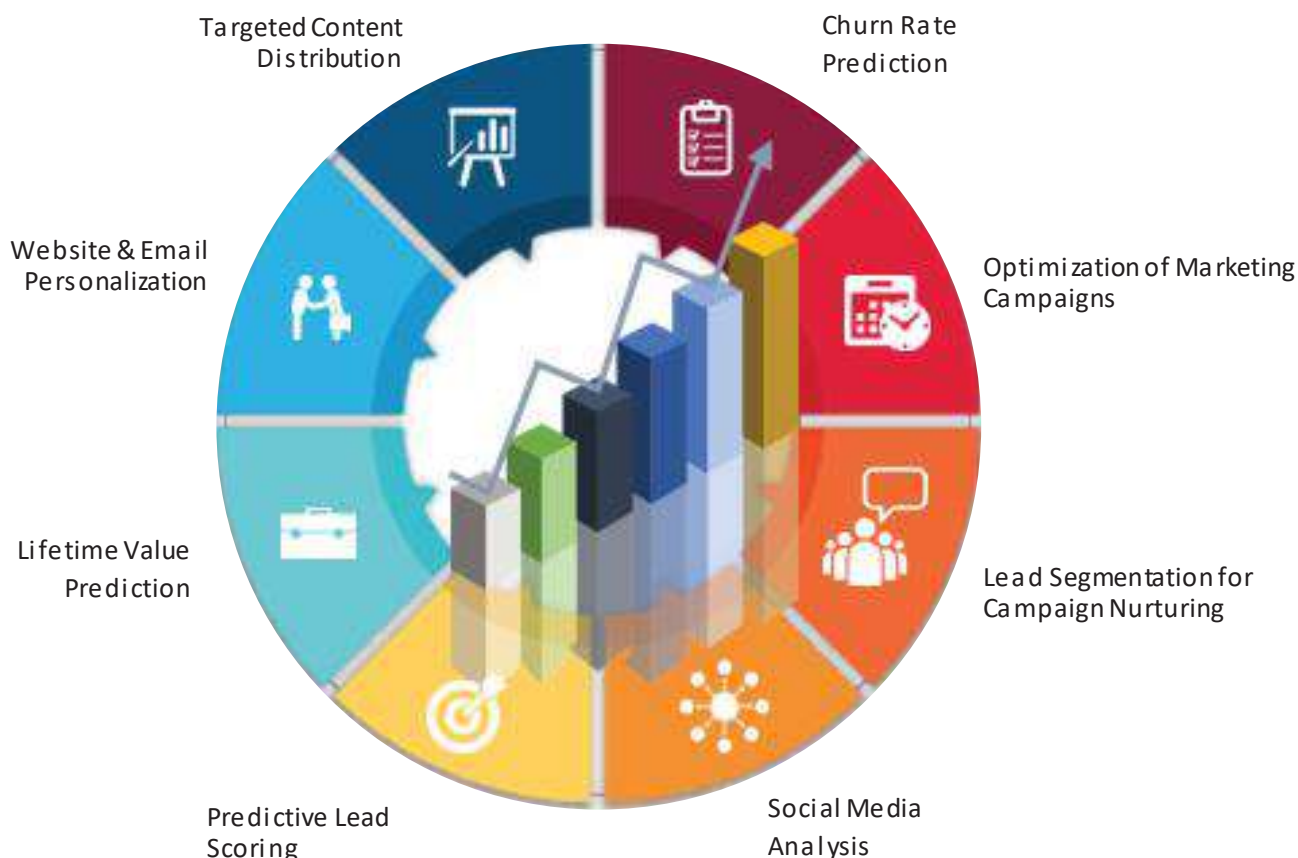 Targeted Content
Distribution
Churn Rate
Prediction
Website & Email
Personalization
Optimization of Marketing
Campaigns
Lifetime Value
Prediction
Lead Segmentation for
Campaign Nurturing
Predictive Lead
Scoring
Social Media
Analysis